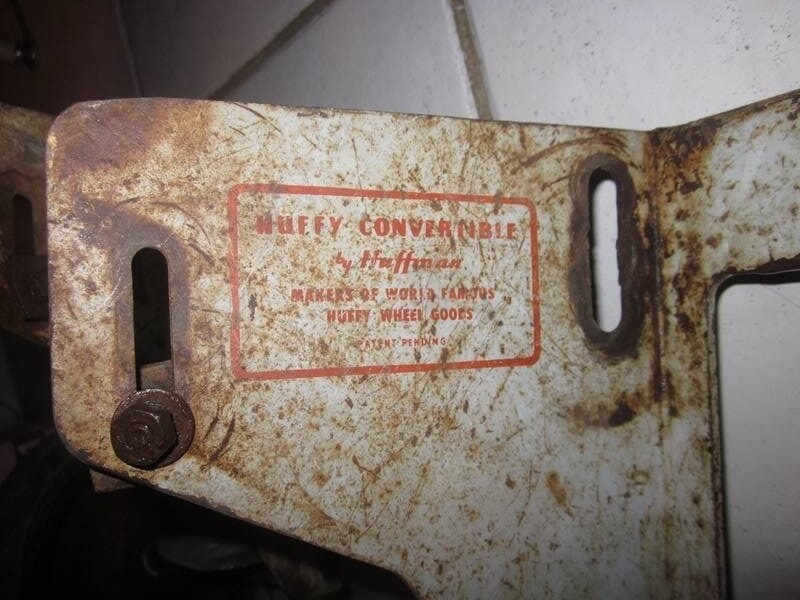 HUFFY CONVERTIBLE
by Huffman
MAKERS OF WORLD FAMOUS
HUFFY WHEEL GOODS
PATENT PENDING